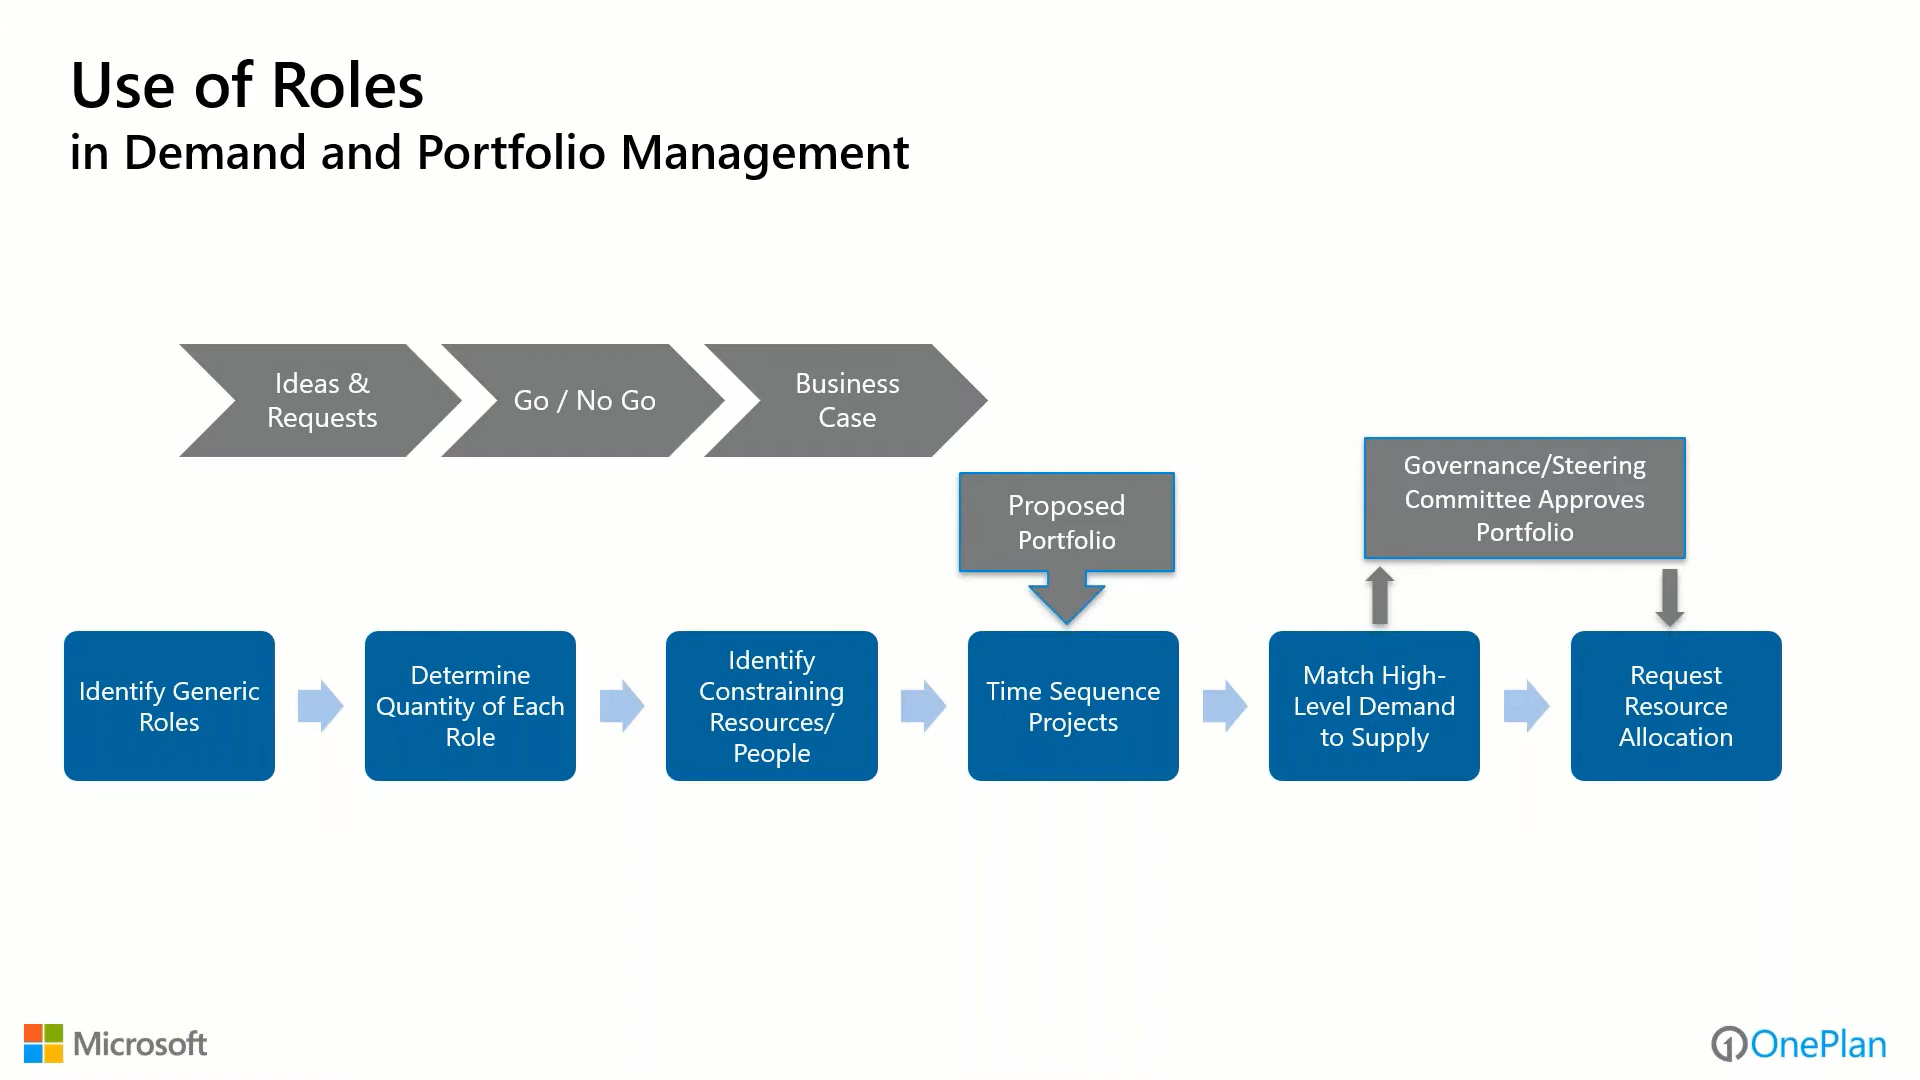 Use of Roles
in Demand and Portfolio Management
Ideas &
Requests
Go / No Go
Business
Case
Proposed
Portfolio
Governance/Steering
Committee Approves
Portfolio
Identify Generic
Roles
Determine
Quantity of Each
Role
Identify
Constraining
Resources/
People
Time Sequence
Projects
Match High-
Level Demand
to Supply
Request
Resource
Allocation
Microsoft
OnePlan